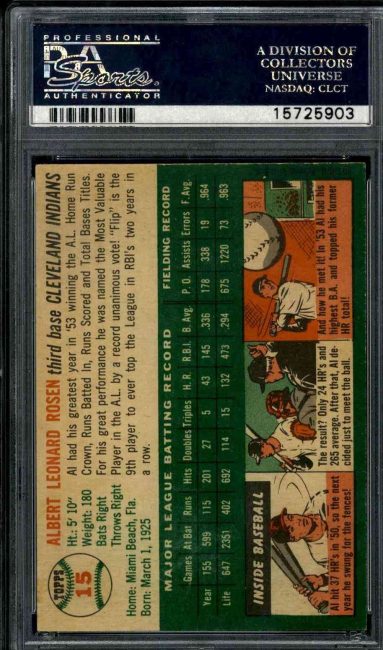 PROFESSIONAL
PSA
Sports.
AUTHENTICATOR
A DIVISION OF
COLLECTORS
UNIVERSE
NASDAQ: CLCT
15725903
TOPPS
15
ALBERT LEONARD ROSEN third base CLEVELAND INDIANS
Ht.: 5' 10"
Weight: 180
Bats Right
Throws Right
Home: Miami Beach, Fla.
Born: March 1, 1925
Al had his greatest year in '53 winning the A.L. Home Run
Crown, Runs Batted In, Runs Scored and Total Bases Titles.
For his great performance he was named the Most Valuable
Player in the A.L. by a record unanimous vote! "Flip" is the
9th player to ever top the League in RBI's two years in
a row.
MAJOR LEAGUE BATTING RECORD FIELDING RECORD
Games At Bat Runs Hits Doubles Triples H. R. R.B.I. B. Avg. P. O. Assists Errors F. Avg.
Year 155 599 115 201 27 5 43 145 .336 178 338 19 .964
Life 647 2351 402 692 114 15 132 473 .294 675 1220 73 .963
INSIDE BASEBALL
Al hit 37 HR's in '50, so the next
year he swung for the fences!
The result? Only 24 HR's and
265 average. After that, Al de-
cided just to meet the ball.
And how he met it! In '53 Al had his
highest B.A. and topped his former
HR total!